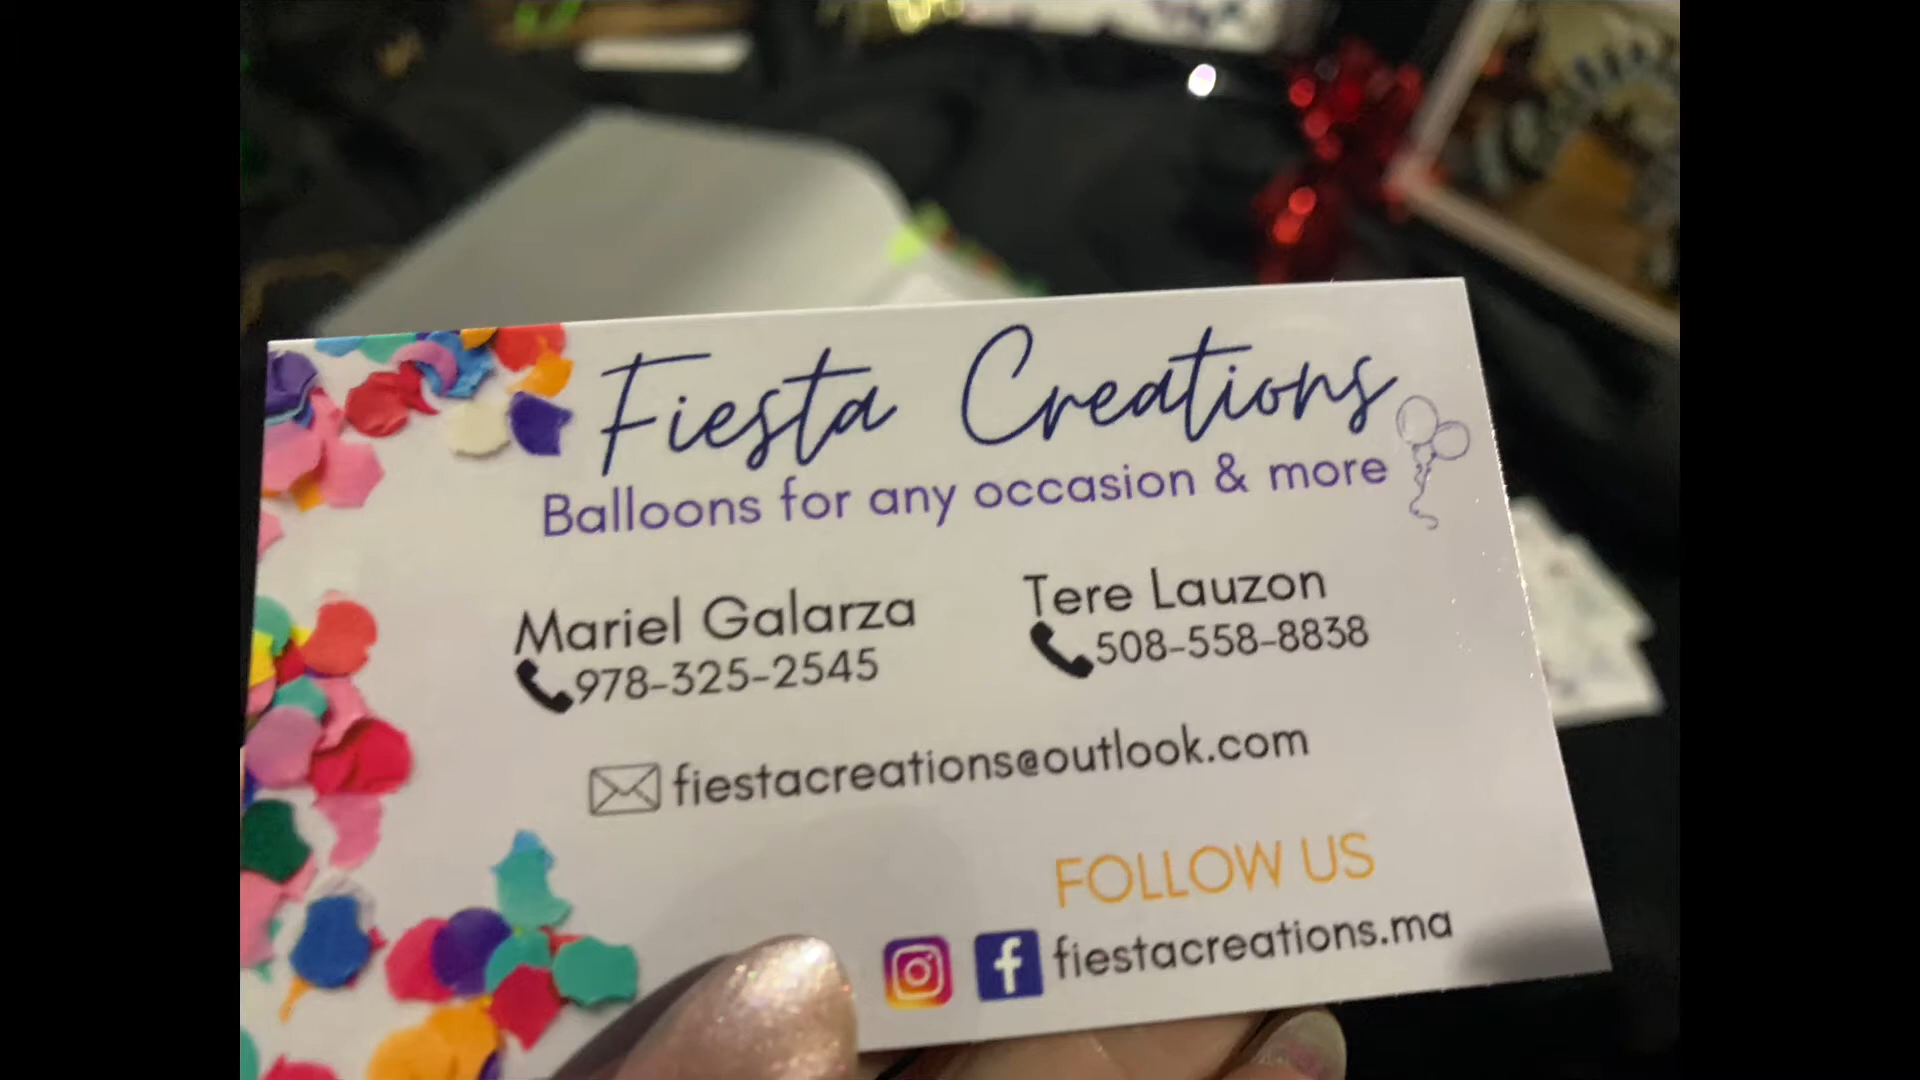 Fiesta Creations
Balloons for any occasion & more
Mariel Galarza
978-325-2545
Tere Lauzon
508-558-8838
fiestacreations@outlook.com
FOLLOW US
fiestacreations.ma